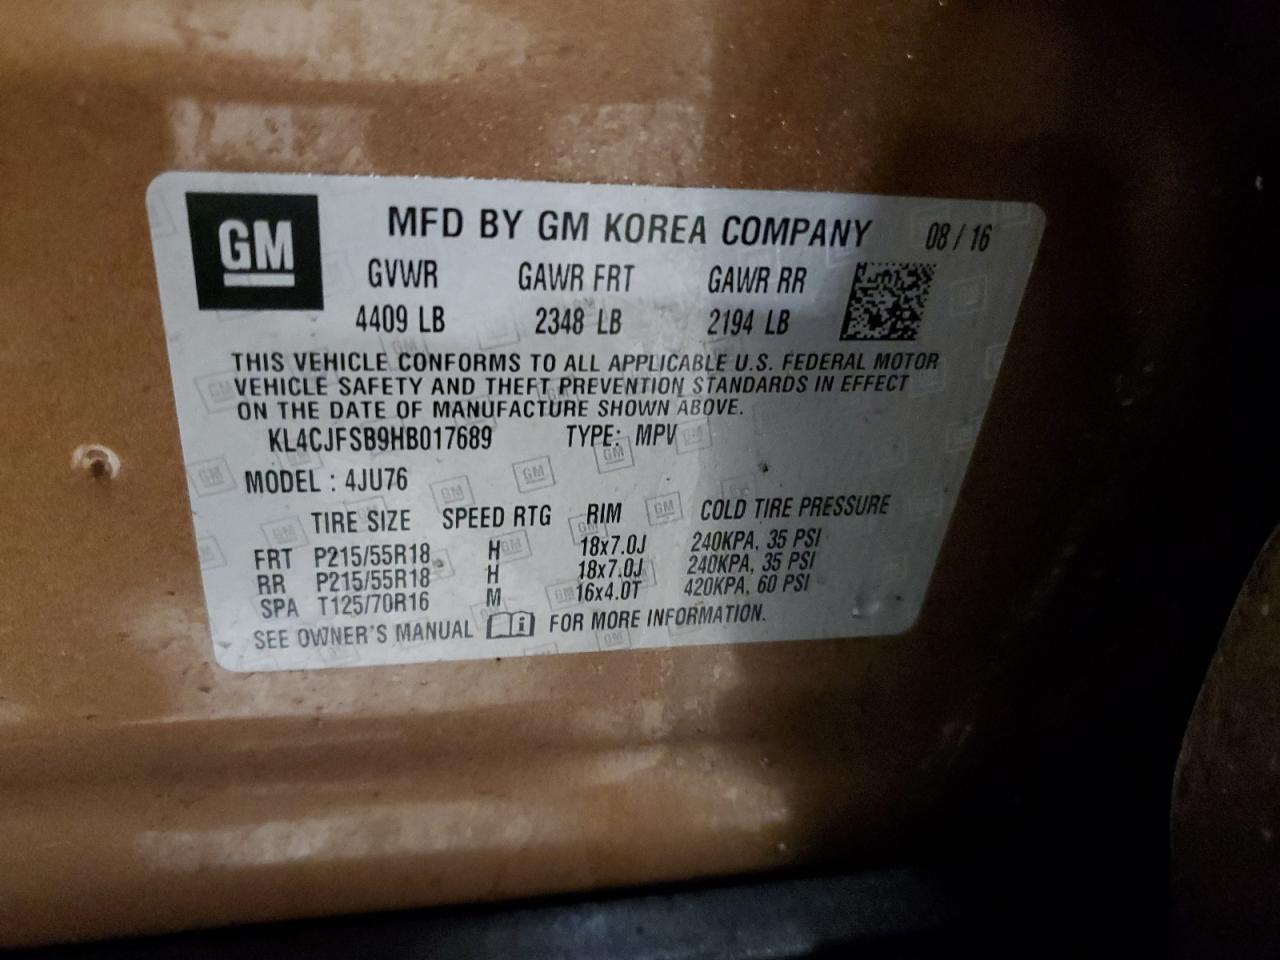 GM
MFD BY GM KOREA COMPANY 08 / 16
GVWR GAWR FRT GAWR RR
4409 LB 2348 LB 2194 LB
THIS VEHICLE CONFORMS TO ALL APPLICABLE U.S. FEDERAL MOTOR
VEHICLE SAFETY AND THEFT PREVENTION STANDARDS IN EFFECT
ON THE DATE OF MANUFACTURE SHOWN ABOVE.
KL4CJFSB9HB017689 TYPE: MPV
MODEL : 4JU76
TIRE SIZE SPEED RTG RIM COLD TIRE PRESSURE
FRT P215/55R18 H 18x7.0J 240KPA, 35 PSI
RR P215/55R18 H 18x7.0J 240KPA, 35 PSI
SPA T125/70R16 M 16x4.0T 420KPA, 60 PSI
SEE OWNER'S MANUAL i FOR MORE INFORMATION.